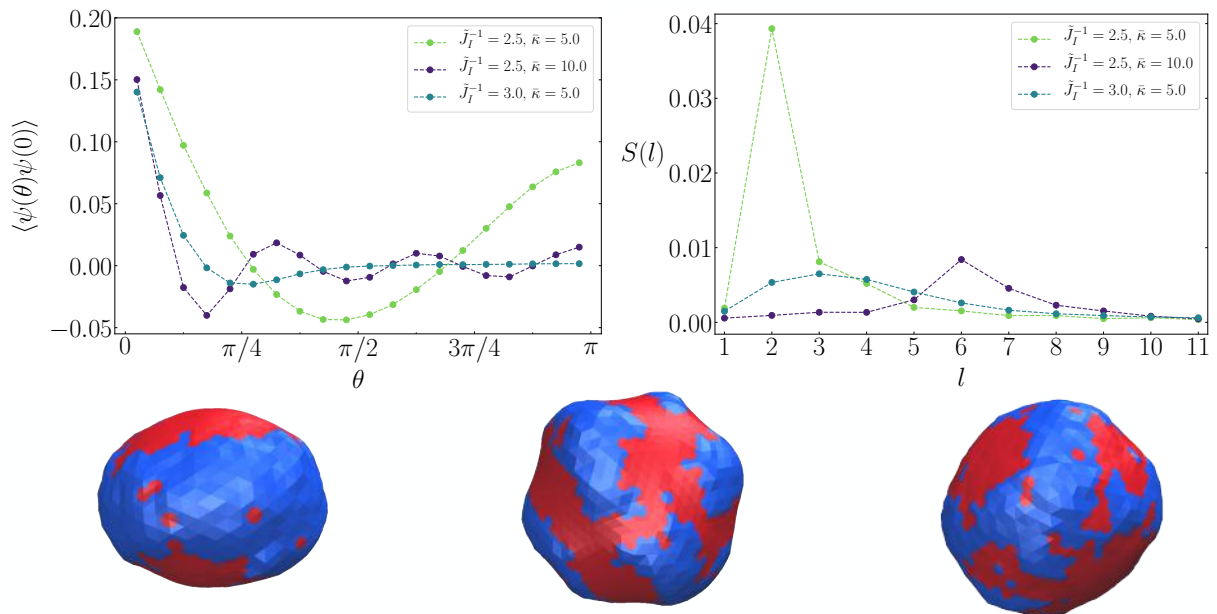 0.20
0.15
0.10
0.05
0.00
−0.05
⟨ψ(θ)ψ(0)⟩
0
π/4
π/2
3π/4
π
θ
J̃_I^{-1} = 2.5, κ̄ = 5.0
J̃_I^{-1} = 2.5, κ̄ = 10.0
J̃_I^{-1} = 3.0, κ̄ = 5.0
0.04
0.03
0.02
0.01
0.00
S(l)
1 2 3 4 5 6 7 8 9 10 11
l
J̃_I^{-1} = 2.5, κ̄ = 5.0
J̃_I^{-1} = 2.5, κ̄ = 10.0
J̃_I^{-1} = 3.0, κ̄ = 5.0